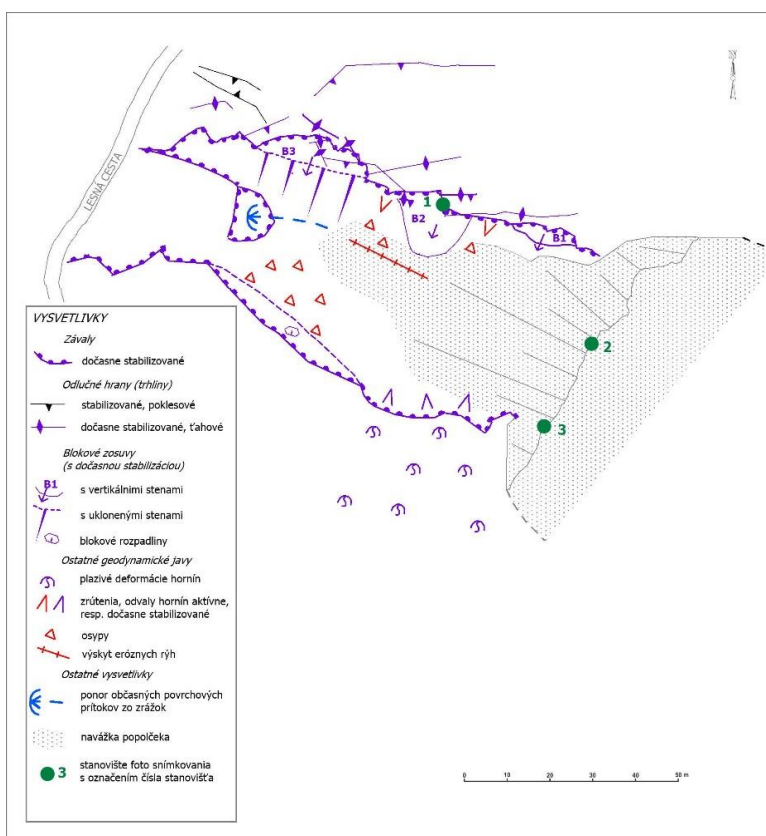 LESNÁ CESTA
B3
1
B2
B1
2
3
VYSVETLIVKY
Závaly
dočasne stabilizované
Odlučné hrany (trhliny)
stabilizované, poklesové
dočasne stabilizované, ťahové
Blokové zosuvy
(s dočasnou stabilizáciou)
B1
s vertikálnimi stenami
s uklonenými stenami
blokové rozpadliny
Ostatné geodynamické javy
plazivé deformácie hornín
zrútenia, odvaly hornín aktívne,
resp. dočasne stabilizované
osypy
výskyt eróznych rýh
Ostatné vysvetlivky
ponor občasných povrchových
prítokov zo zrážok
navážka popolčeka
3
stanovište foto snímkovania
s označením čísla stanovišťa
0 10 20 30 40 50 m